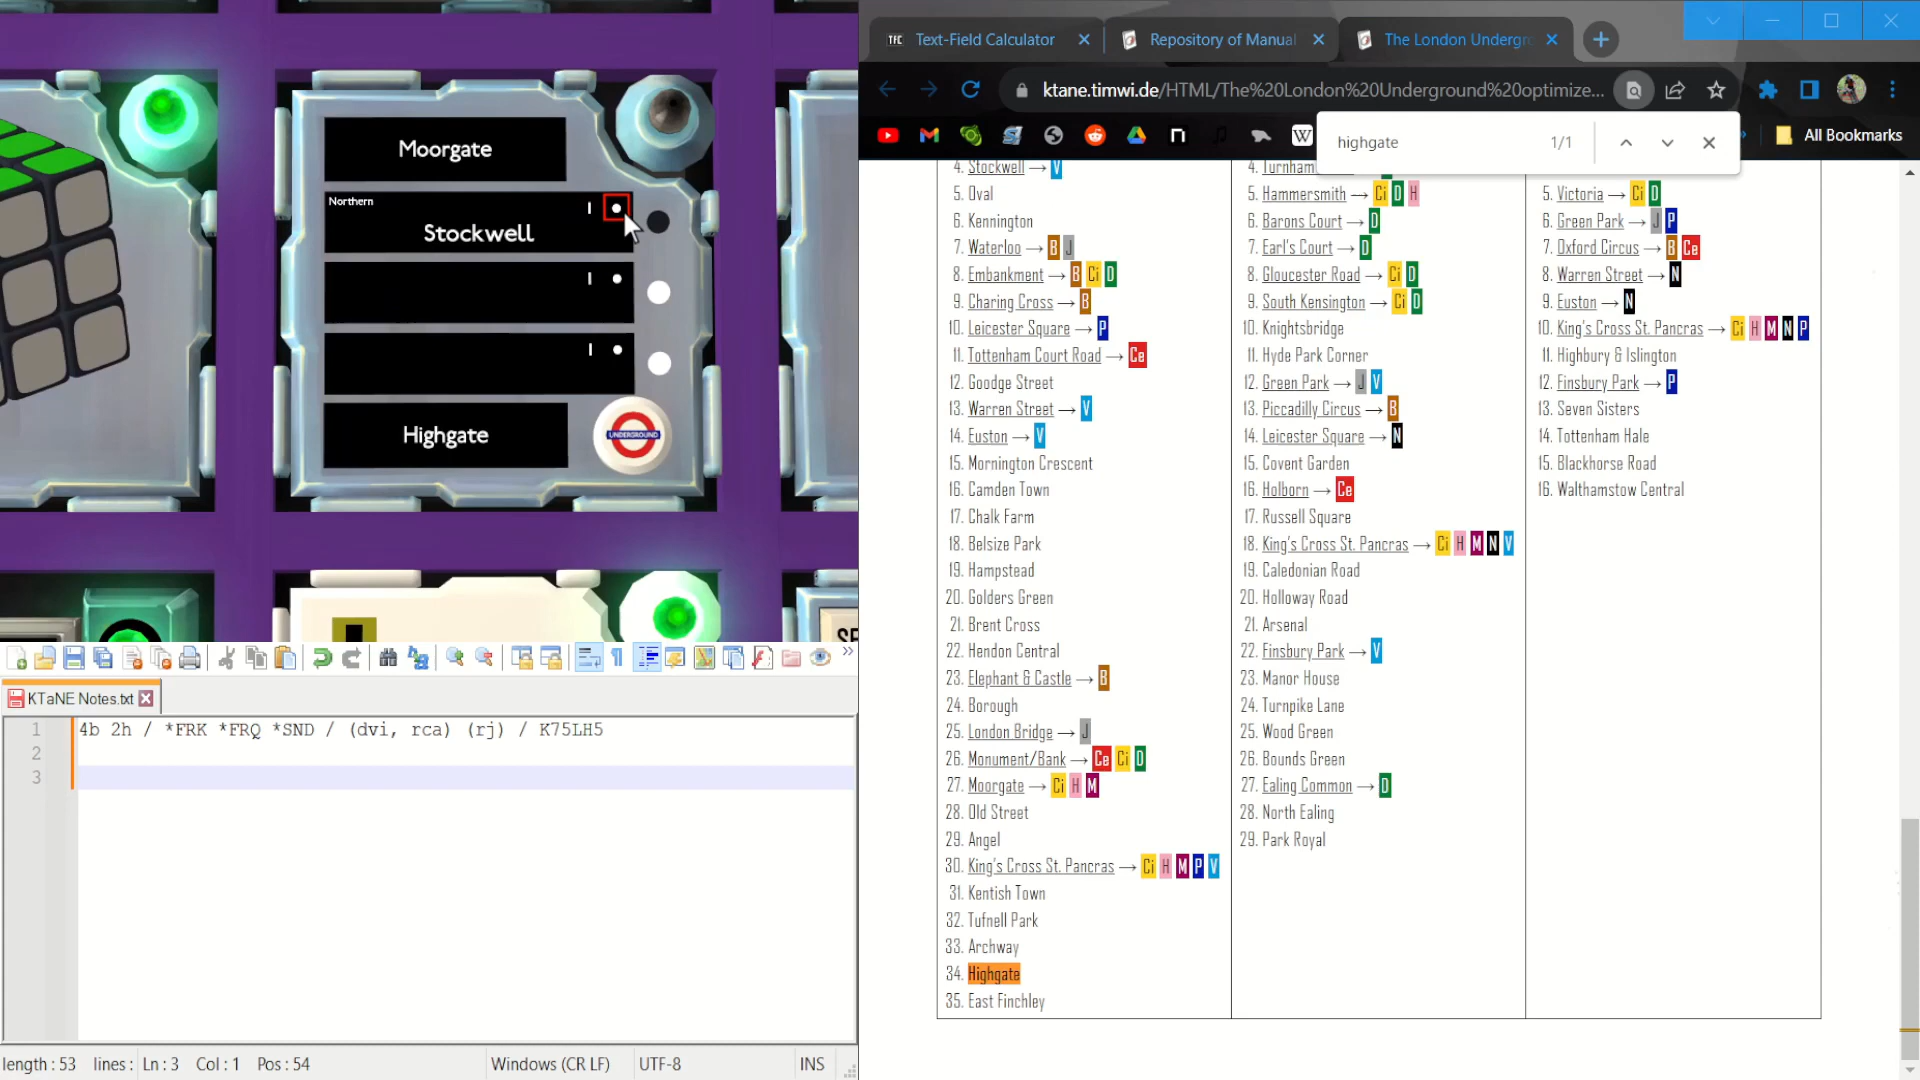 Moorgate
Northern
Stockwell
Highgate
UNDERGROUND
KTaNE Notes.txt
1 4b 2h / *FRK *FRQ *SND / (dvi, rca) (rj) / K75LH5
2
3
length : 53 lines : Ln : 3 Col : 1 Pos : 54 Windows (CR LF) UTF-8 INS
TFC Text-Field Calculator
Repository of Manual
The London Undergr
ktane.timwi.de/HTML/The%20London%20Underground%20optimize...
W
All Bookmarks
highgate 1/1
4. Stockwell → V
5. Oval
6. Kennington
7. Waterloo → B J
8. Embankment → B Ci D
9. Charing Cross → B
10. Leicester Square → P
11. Tottenham Court Road → Ce
12. Goodge Street
13. Warren Street → V
14. Euston → V
15. Mornington Crescent
16. Camden Town
17. Chalk Farm
18. Belsize Park
19. Hampstead
20. Golders Green
21. Brent Cross
22. Hendon Central
23. Elephant & Castle → B
24. Borough
25. London Bridge → J
26. Monument/Bank → Ce Ci D
27. Moorgate → Ci H M
28. Old Street
29. Angel
30. King's Cross St. Pancras → Ci H M P V
31. Kentish Town
32. Tufnell Park
33. Archway
34. Highgate
35. East Finchley
4. Turnham
5. Hammersmith → Ci D H
6. Barons Court → D
7. Earl's Court → D
8. Gloucester Road → Ci D
9. South Kensington → Ci D
10. Knightsbridge
11. Hyde Park Corner
12. Green Park → J V
13. Piccadilly Circus → B
14. Leicester Square → N
15. Covent Garden
16. Holborn → Ce
17. Russell Square
18. King's Cross St. Pancras → Ci H M N V
19. Caledonian Road
20. Holloway Road
21. Arsenal
22. Finsbury Park → V
23. Manor House
24. Turnpike Lane
25. Wood Green
26. Bounds Green
27. Ealing Common → D
28. North Ealing
29. Park Royal
5. Victoria → Ci D
6. Green Park → J P
7. Oxford Circus → B Ce
8. Warren Street → N
9. Euston → N
10. King's Cross St. Pancras → Ci H M N P
11. Highbury & Islington
12. Finsbury Park → P
13. Seven Sisters
14. Tottenham Hale
15. Blackhorse Road
16. Walthamstow Central